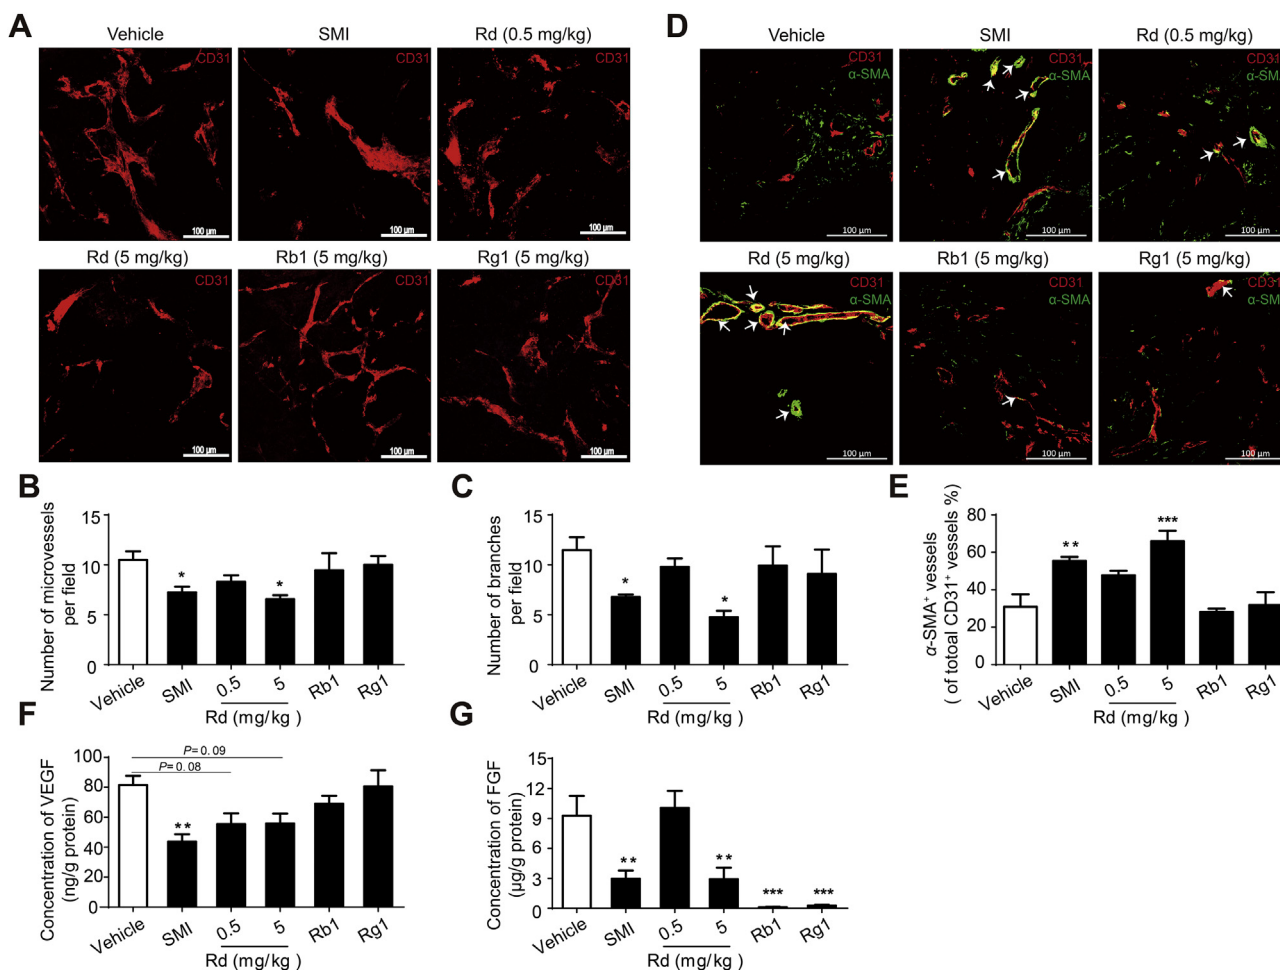 A
Vehicle
SMI
Rd (0.5 mg/kg)
CD31
CD31
CD31
100 µm
100 µm
100 µm
Rd (5 mg/kg)
Rb1 (5 mg/kg)
Rg1 (5 mg/kg)
CD31
CD31
CD31
100 µm
100 µm
100 µm
D
Vehicle
SMI
Rd (0.5 mg/kg)
CD31
α-SMA
CD31
α-SMA
CD31
α-SMA
100 µm
100 µm
100 µm
Rd (5 mg/kg)
Rb1 (5 mg/kg)
Rg1 (5 mg/kg)
CD31
α-SMA
CD31
α-SMA
CD31
α-SMA
100 µm
100 µm
100 µm
B
Number of microvessels
per field
15
10
5
0
*
*
Vehicle
SMI
0.5
5
Rb1
Rg1
Rd (mg/kg )
C
Number of branches
per field
15
10
5
0
*
*
Vehicle
SMI
0.5
5
Rb1
Rg1
Rd (mg/kg )
E
α-SMA+ vessels
( of totoal CD31+ vessels %)
80
60
40
20
0
**
***
Vehicle
SMI
0.5
5
Rb1
Rg1
Rd (mg/kg )
F
Concentration of VEGF
(ng/g protein)
100
80
60
40
20
0
P=0.09
P=0.08
**
Vehicle
SMI
0.5
5
Rb1
Rg1
Rd (mg/kg )
G
Concentration of FGF
(µg/g protein)
15
12
9
6
3
0
**
**
***
***
Vehicle
SMI
0.5
5
Rb1
Rg1
Rd (mg/kg )